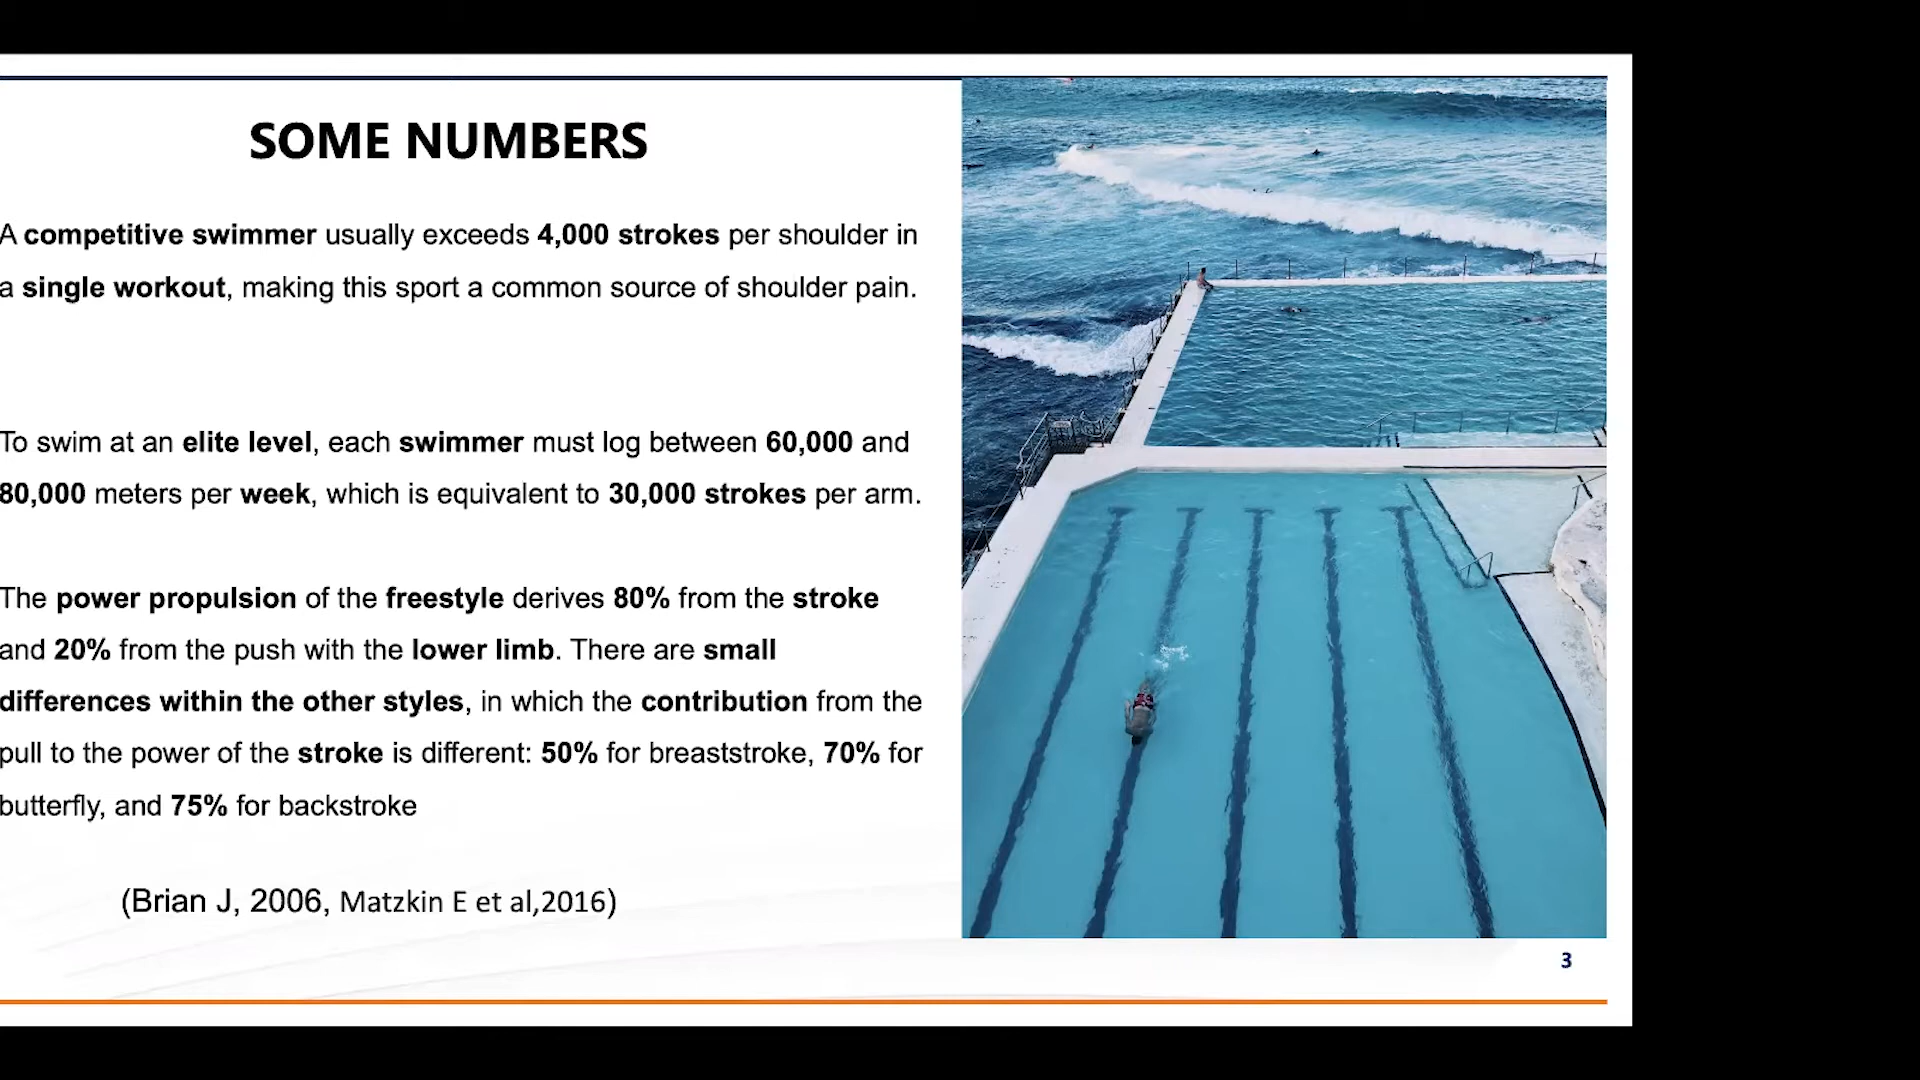 SOME NUMBERS
A competitive swimmer usually exceeds 4,000 strokes per shoulder in
a single workout, making this sport a common source of shoulder pain.
To swim at an elite level, each swimmer must log between 60,000 and
80,000 meters per week, which is equivalent to 30,000 strokes per arm.
The power propulsion of the freestyle derives 80% from the stroke
and 20% from the push with the lower limb. There are small
differences within the other styles, in which the contribution from the
pull to the power of the stroke is different: 50% for breaststroke, 70% for
butterfly, and 75% for backstroke
(Brian J, 2006, Matzkin E et al,2016)
3